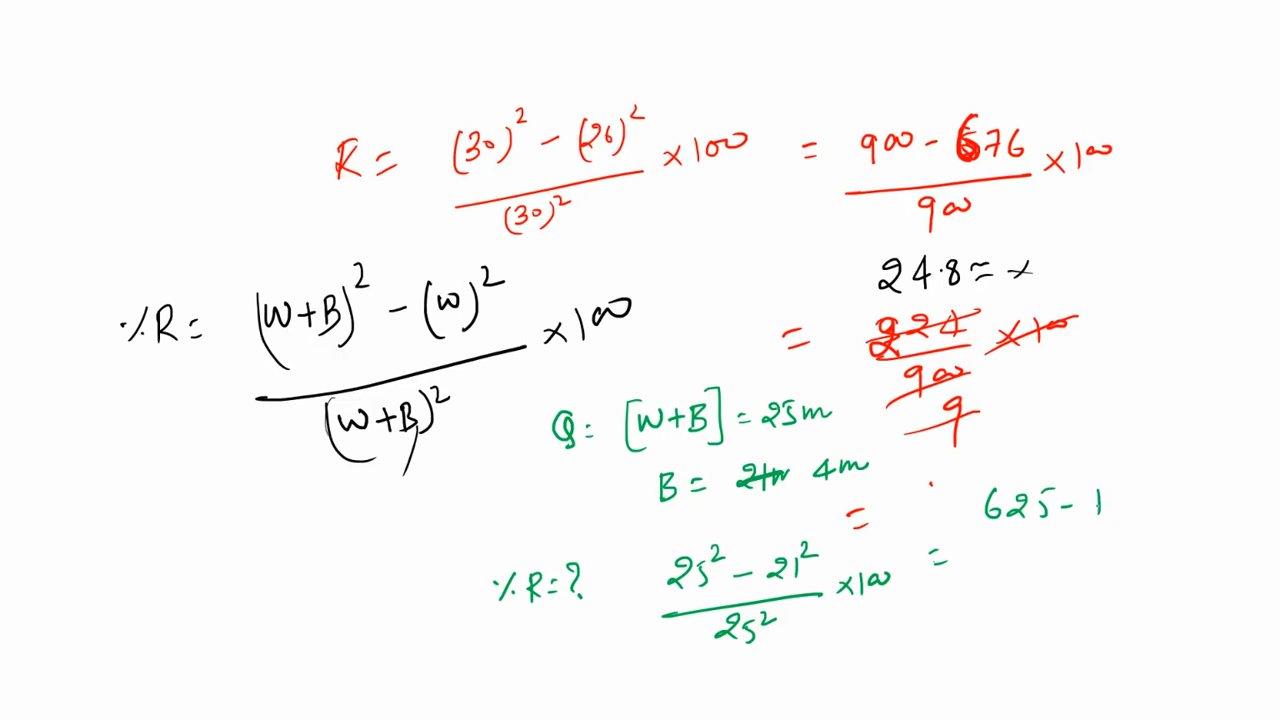 R = (30)² - (26)² / (30)² ×100 = 900 - 676 / 900 ×100
24.8 = x
%R = (W+B)² - (W)² / (W+B)² ×100
= 224 / 900 ×100
9
Q: [W+B] = 25m
B = 21m 4m
=
625 - 1
%R = ? 25² - 21² / 25² ×100 =